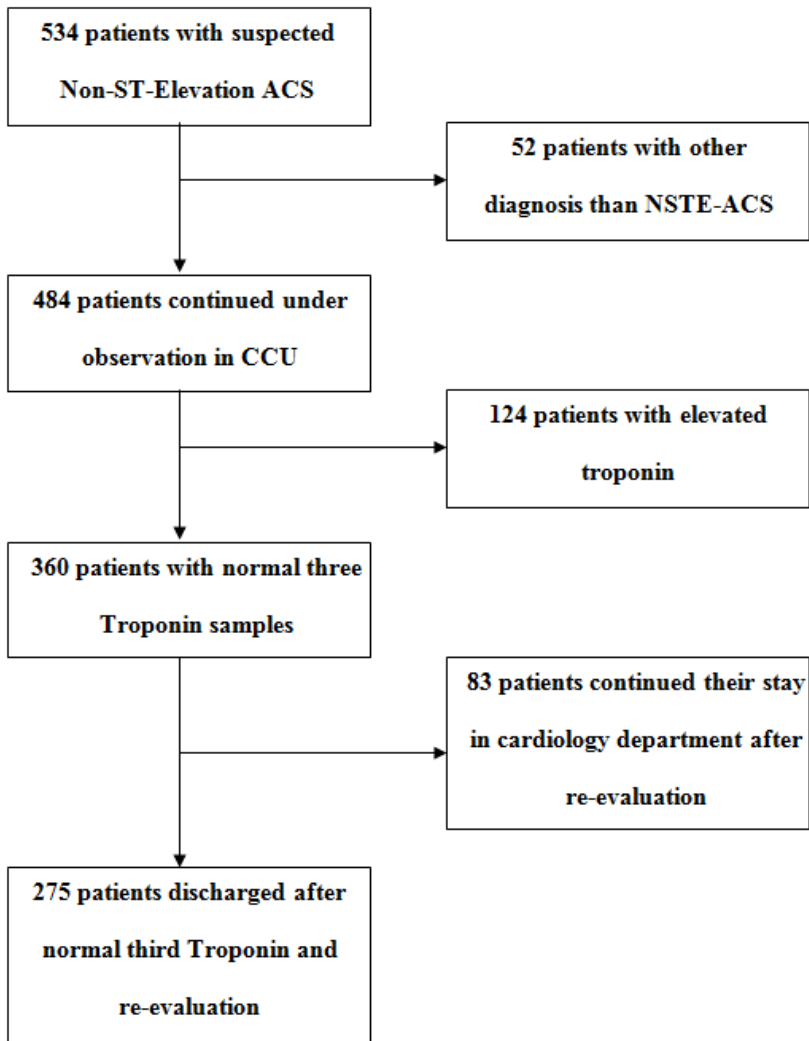 534 patients with suspected
Non-ST-Elevation ACS
52 patients with other
diagnosis than NSTE-ACS
484 patients continued under
observation in CCU
124 patients with elevated
troponin
360 patients with normal three
Troponin samples
83 patients continued their stay
in cardiology department after
re-evaluation
275 patients discharged after
normal third Troponin and
re-evaluation